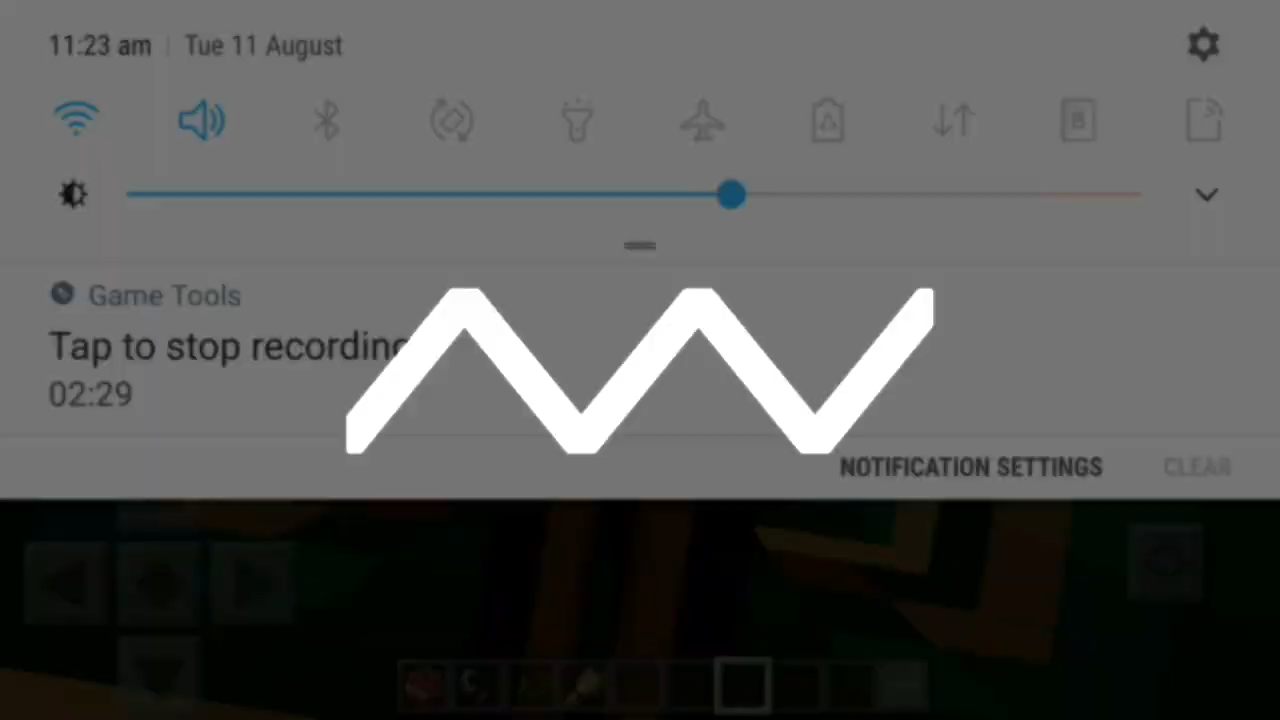 11:23 am | Tue 11 August
Game Tools
Tap to stop recording
02:29
NOTIFICATION SETTINGS
CLEAR